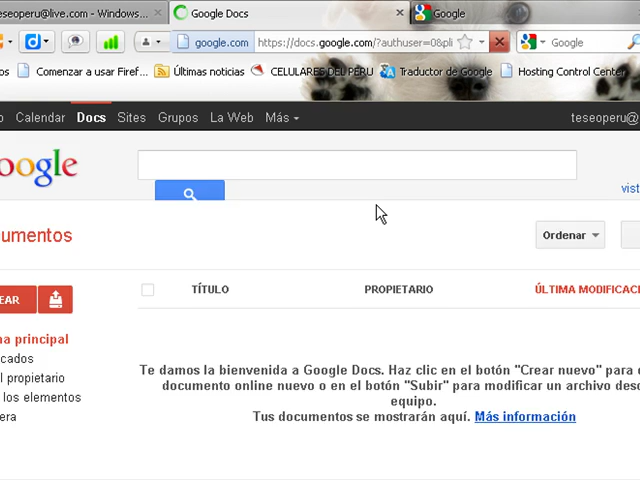 teseoperu@live.com - Windows... Google Docs Google
google.com https://docs.google.com/?authuser=0&pli Google
os Comenzar a usar Firef... Últimas noticias CELULARES DEL PERU Traductor de Google Hosting Control Center
o Calendar Docs Sites Grupos La Web Más teseoperu@
oogle
vist
umentos Ordenar
EAR TÍTULO PROPIETARIO ÚLTIMA MODIFICACI
na principal
cados
l propietario
los elementos
era
Te damos la bienvenida a Google Docs. Haz clic en el botón "Crear nuevo" para
documento online nuevo o en el botón "Subir" para modificar un archivo desd
equipo.
Tus documentos se mostrarán aquí. Más información